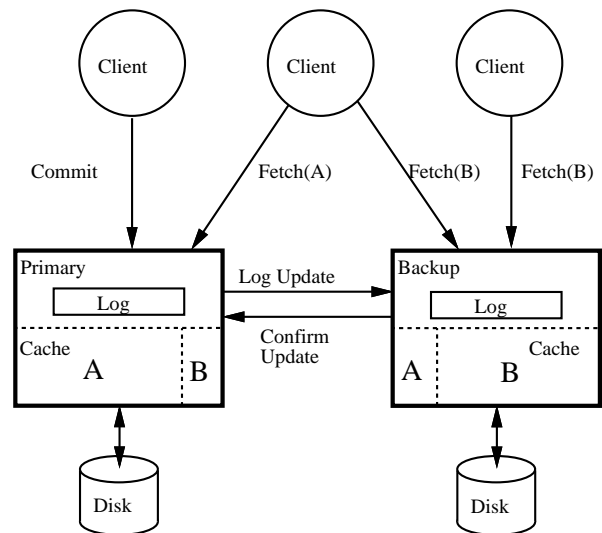 Client
Client
Client
Commit
Fetch(A)
Fetch(B)
Fetch(B)
Primary
Log
Cache
A
B
Log Update
Confirm
Update
Backup
Log
Cache
A
B
Disk
Disk